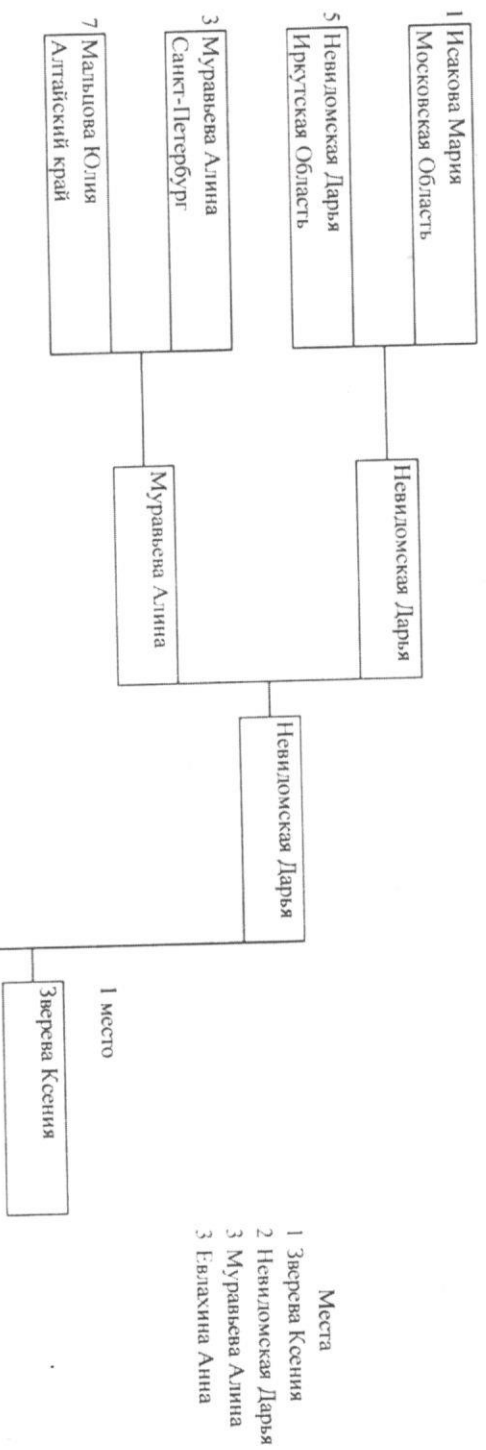 1 Исакова Мария
Московская Область
5 Невидомская Дарья
Иркутская Область
3 Муравьева Алина
Санкт-Петербург
7 Мальцова Юлия
Алтайский край
Невидомская Дарья
Муравьева Алина
Невидомская Дарья
1 место
Зверева Ксения
Места
1 Зверева Ксения
2 Невидомская Дарья
3 Муравьева Алина
3 Евлахина Анна